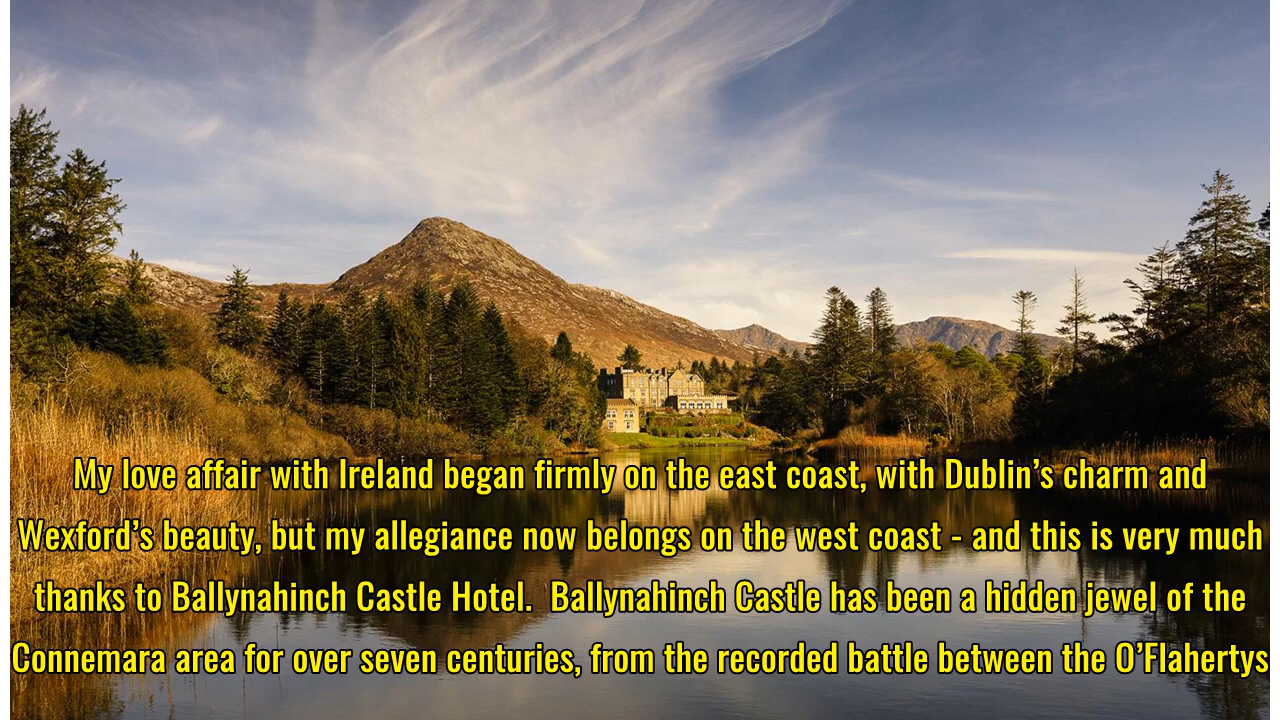 My love affair with Ireland began firmly on the east coast, with Dublin’s charm and
Wexford’s beauty, but my allegiance now belongs on the west coast - and this is very much
thanks to Ballynahinch Castle Hotel.  Ballynahinch Castle has been a hidden jewel of the
Connemara area for over seven centuries, from the recorded battle between the O’Flahertys